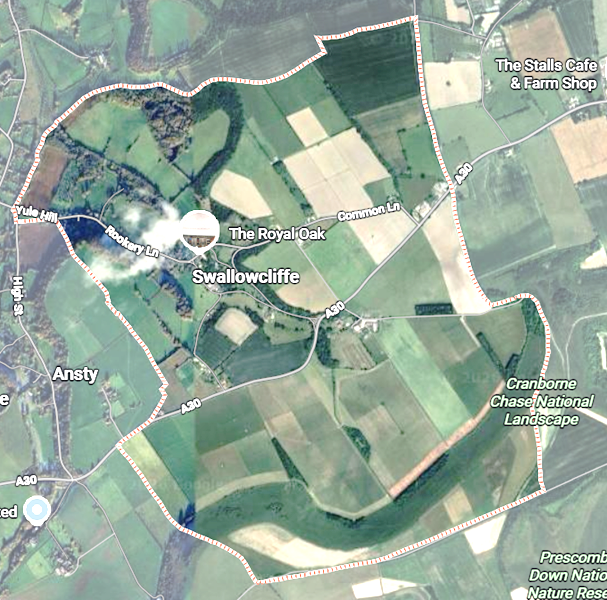 The Stalls Cafe
& Farm Shop
A30
Yule Hill
Common Ln
Rookery Ln
The Royal Oak
Swallowcliffe
High St
A30
Ansty
Cranborne
Chase National
Landscape
A30
A30
Prescomb
Down Natio
Nature Rese